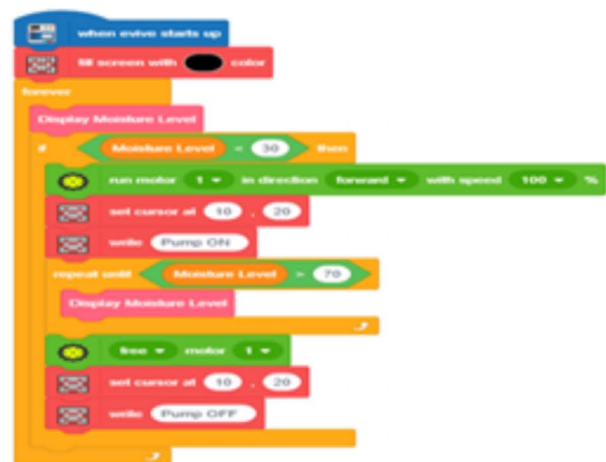 when evive starts up
fill screen with color
forever
Display Moisture Level
if Moisture Level < 30 then
run motor 1 in direction forward with speed 100 %
set cursor at 10 , 20
write Pump ON
repeat until Moisture Level > 70
Display Moisture Level
free motor 1
set cursor at 10 , 20
write Pump OFF